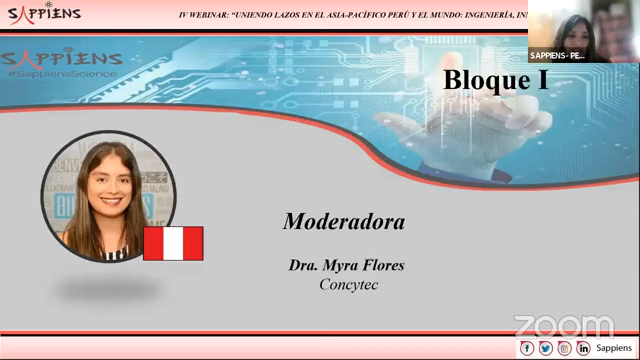 SAPPIENS
IV WEBINAR: “UNIENDO LAZOS EN EL ASIA-PACÍFICO PERÚ Y EL MUNDO: INGENIERÍA, IN
SAPPIENS- PE...
SAPPIENS
#SappiensScience
Bloque I
Moderadora
Dra. Myra Flores
Concytec
zoom
Sappiens